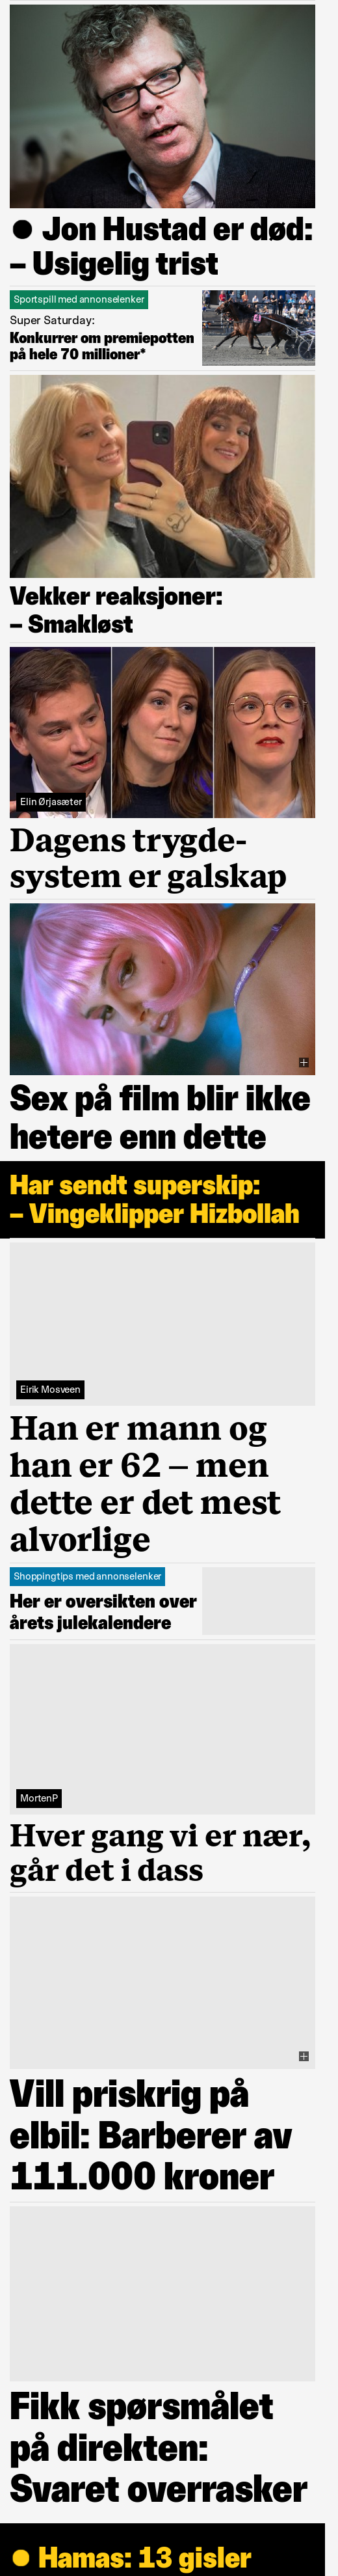 ● Jon Hustad er død:
– Usigelig trist
Sportspill med annonselenker
Super Saturday:
Konkurrer om premiepotten
på hele 70 millioner*
Vekker reaksjoner:
– Smakløst
Elin Ørjasæter
Dagens trygde-
system er galskap
Sex på film blir ikke
hetere enn dette
Har sendt superskip:
– Vingeklipper Hizbollah
Eirik Mosveen
Han er mann og
han er 62 – men
dette er det mest
alvorlige
Shoppingtips med annonselenker
Her er oversikten over
årets julekalendere
MortenP
Hver gang vi er nær,
går det i dass
Vill priskrig på
elbil: Barberer av
111.000 kroner
Fikk spørsmålet
på direkten:
Svaret overrasker
● Hamas: 13 gisler